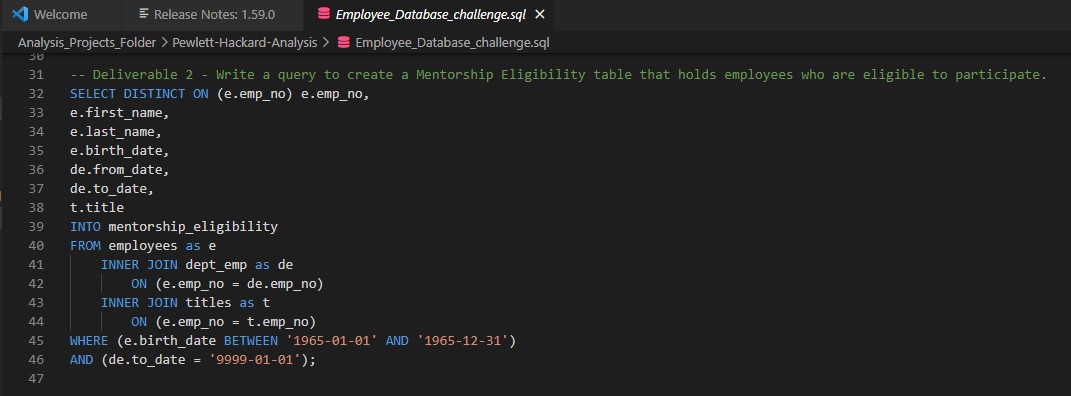 Welcome Release Notes: 1.59.0 Employee_Database_challenge.sql
Analysis_Projects_Folder > Pewlett-Hackard-Analysis > Employee_Database_challenge.sql
30
31 -- Deliverable 2 - Write a query to create a Mentorship Eligibility table that holds employees who are eligible to participate.
32 SELECT DISTINCT ON (e.emp_no) e.emp_no,
33 e.first_name,
34 e.last_name,
35 e.birth_date,
36 de.from_date,
37 de.to_date,
38 t.title
39 INTO mentorship_eligibility
40 FROM employees as e
41 INNER JOIN dept_emp as de
42 ON (e.emp_no = de.emp_no)
43 INNER JOIN titles as t
44 ON (e.emp_no = t.emp_no)
45 WHERE (e.birth_date BETWEEN '1965-01-01' AND '1965-12-31')
46 AND (de.to_date = '9999-01-01');
47